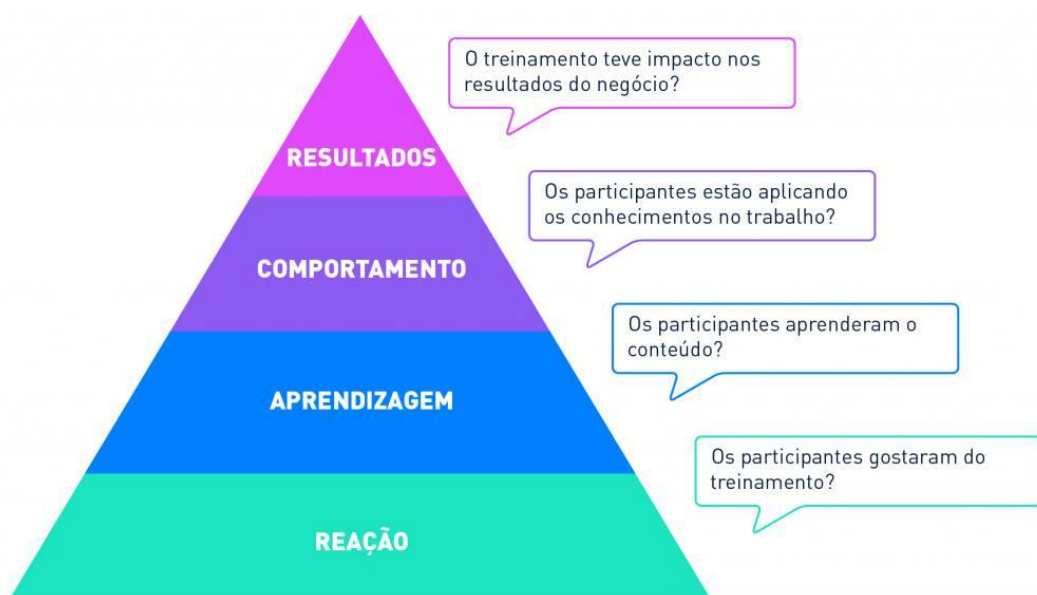 O treinamento teve impacto nos
resultados do negócio?
RESULTADOS
Os participantes estão aplicando
os conhecimentos no trabalho?
COMPORTAMENTO
Os participantes aprenderam o
conteúdo?
APRENDIZAGEM
Os participantes gostaram do
treinamento?
REAÇÃO